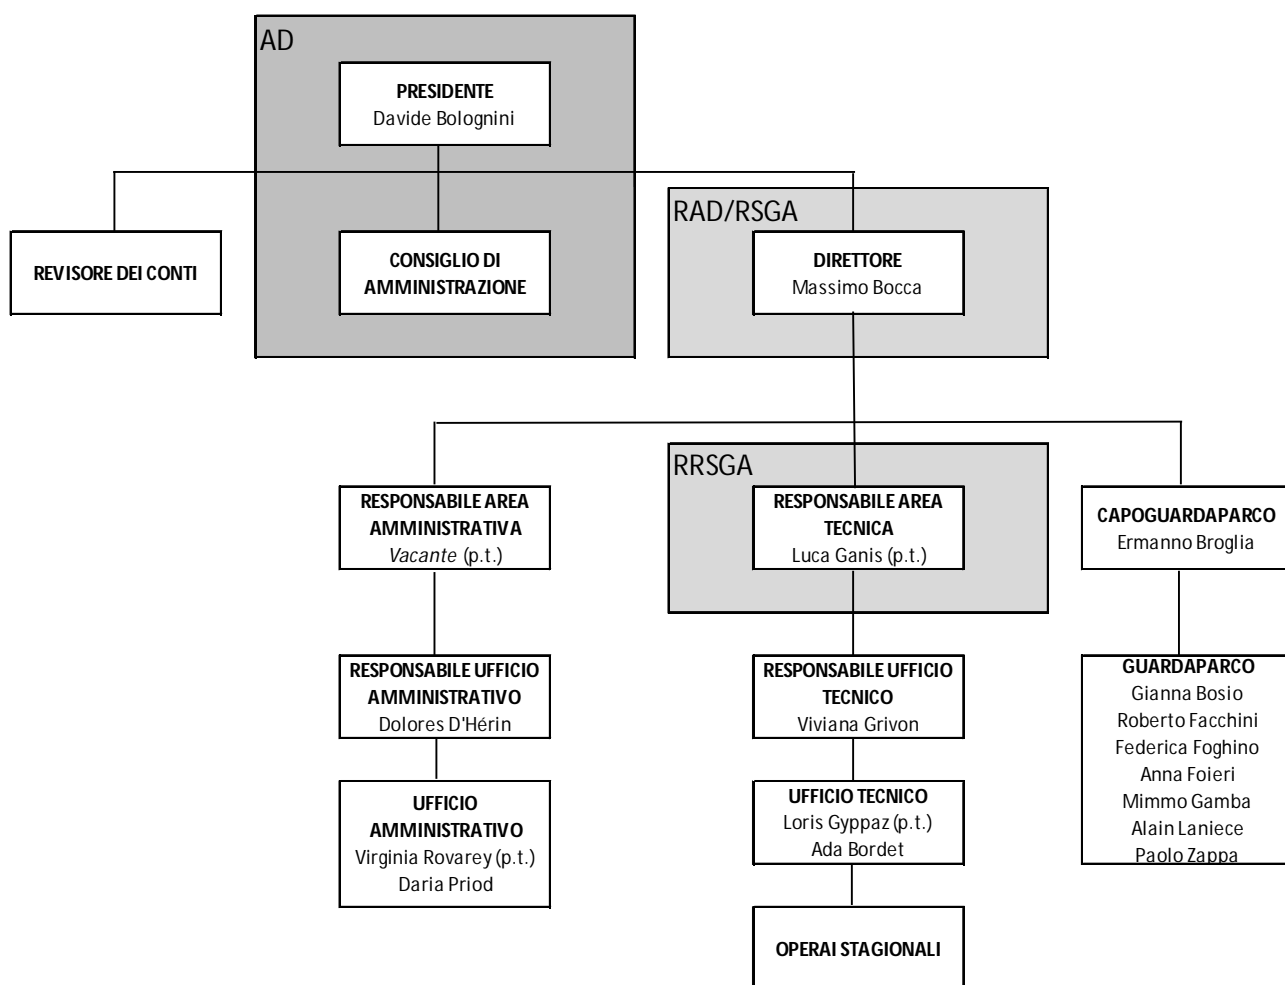 AD
PRESIDENTE
Davide Bolognini
REVISORE DEI CONTI
CONSIGLIO DI
AMMINISTRAZIONE
RAD/RSGA
DIRETTORE
Massimo Bocca
RESPONSABILE AREA
AMMINISTRATIVA
Vacante (p.t.)
RRSGA
RESPONSABILE AREA
TECNICA
Luca Ganis (p.t.)
CAPOGUARDAPARCO
Ermanno Broglia
RESPONSABILE UFFICIO
AMMINISTRATIVO
Dolores D'Hérin
RESPONSABILE UFFICIO
TECNICO
Viviana Grivon
GUARDAPARCO
Gianna Bosio
Roberto Facchini
Federica Foghino
Anna Foieri
Mimmo Gamba
Alain Laniece
Paolo Zappa
UFFICIO
AMMINISTRATIVO
Virginia Rovarey (p.t.)
Daria Priod
UFFICIO TECNICO
Loris Gyppaz (p.t.)
Ada Bordet
OPERAI STAGIONALI